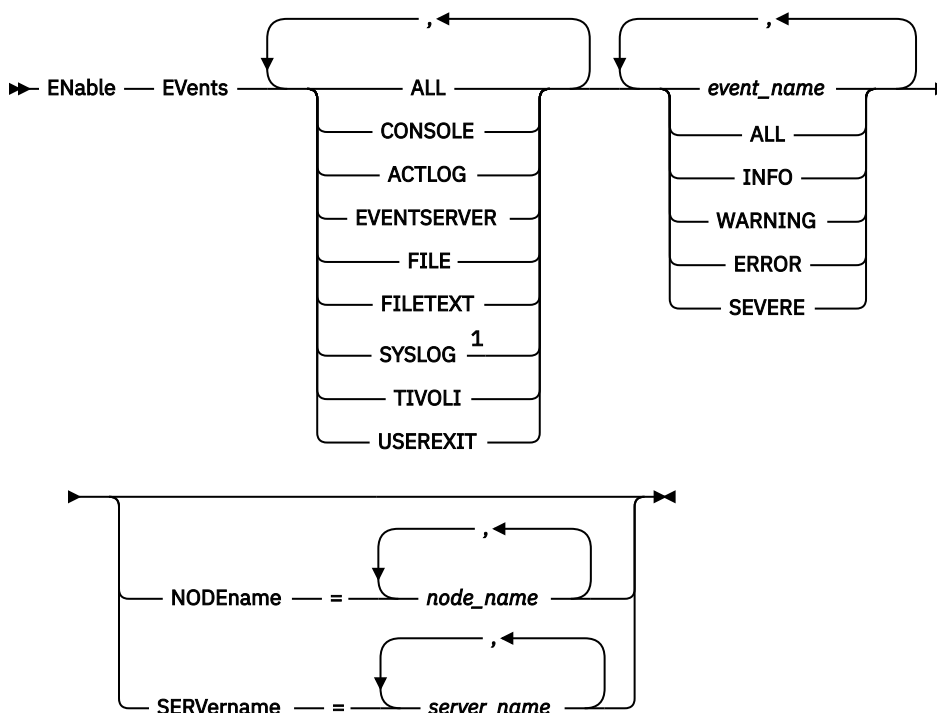 , ,
ENable EVents ALL event_name
CONSOLE ALL
ACTLOG INFO
EVENTSERVER WARNING
FILE ERROR
FILETEXT SEVERE
SYSLOG 1
TIVOLI
USEREXIT
,
NODEname = node_name
,
SERVername = server_name